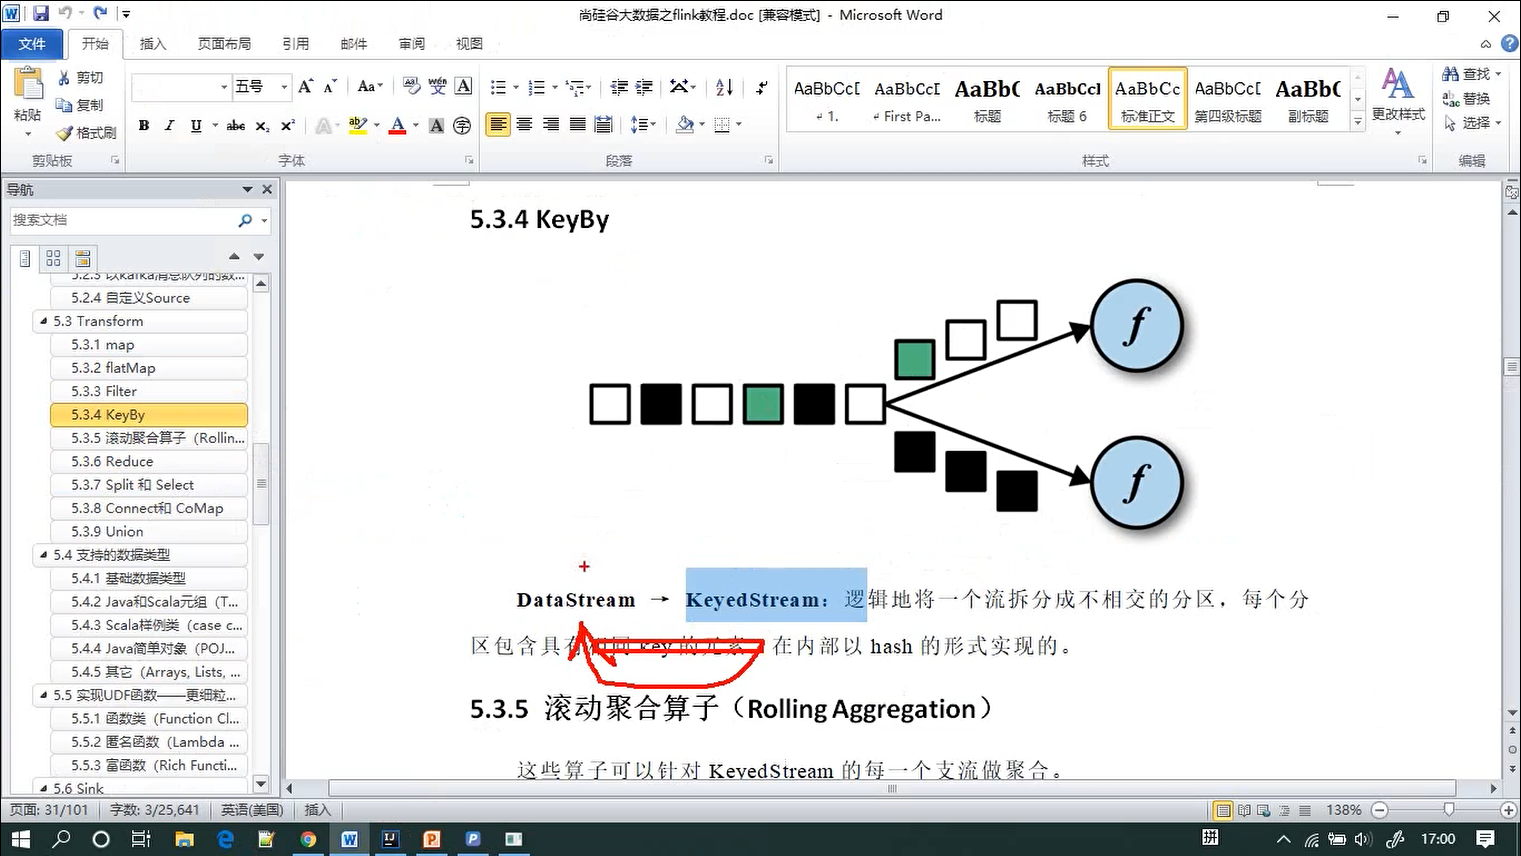 尚硅谷大数据之flink教程.doc [兼容模式] - Microsoft Word
文件 开始 插入 页面布局 引用 邮件 审阅 视图
粘贴
剪切
复制
格式刷
五号
AaBbCcD AaBbCcD AaBbC AaBbCcI AaBbCc AaBbCcD AaBbC
↵ 1. ↵ First Pa... 标题 标题 6 标准正文 第四级标题 副标题
更改样式
查找
替换
选择
剪贴板 字体 段落 样式 编辑
导航
搜索文档
5.2.4 自定义Source
5.3 Transform
5.3.1 map
5.3.2 flatMap
5.3.3 Filter
5.3.4 KeyBy
5.3.5 滚动聚合算子（Rollin...
5.3.6 Reduce
5.3.7 Split 和 Select
5.3.8 Connect和 CoMap
5.3.9 Union
5.4 支持的数据类型
5.4.1 基础数据类型
5.4.2 Java和Scala元组（T...
5.4.3 Scala样例类（case c...
5.4.4 Java简单对象（POJ...
5.4.5 其它（Arrays, Lists, ...
5.5 实现UDF函数——更细粒...
5.5.1 函数类（Function Cl...
5.5.2 匿名函数（Lambda ...
5.5.3 富函数（Rich Functi...
5.6 Sink
5.3.4 KeyBy
f
f
DataStream → KeyedStream：逻辑地将一个流拆分成不相交的分区，每个分
区包含具有相同 key 的元素，在内部以 hash 的形式实现的。
5.3.5 滚动聚合算子（Rolling Aggregation）
这些算子可以针对 KeyedStream 的每一个支流做聚合。
页面: 31/101 字数: 3/25,641 英语(美国) 插入 138%
拼 17:00